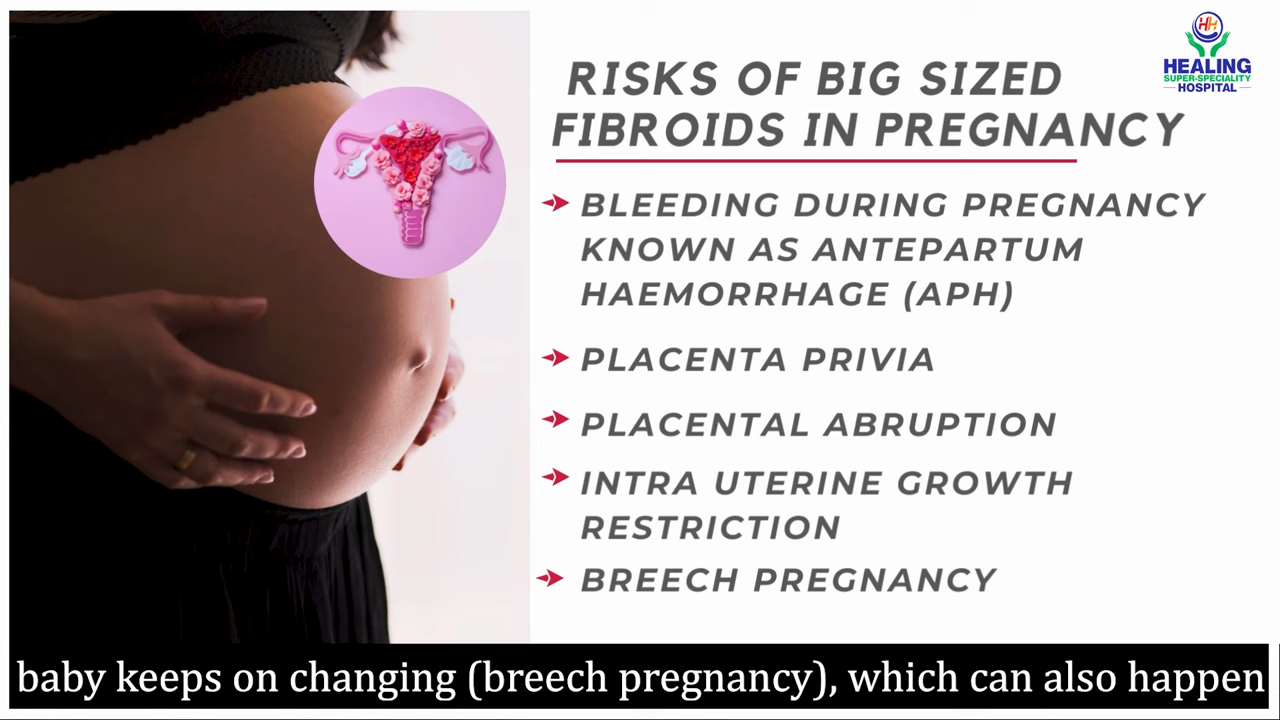 HH
HEALING
SUPER-SPECIALITY
HOSPITAL
RISKS OF BIG SIZED
FIBROIDS IN PREGNANCY
BLEEDING DURING PREGNANCY
KNOWN AS ANTEPARTUM
HAEMORRHAGE (APH)
PLACENTA PRIVIA
PLACENTAL ABRUPTION
INTRA UTERINE GROWTH
RESTRICTION
BREECH PREGNANCY
baby keeps on changing (breech pregnancy), which can also happen